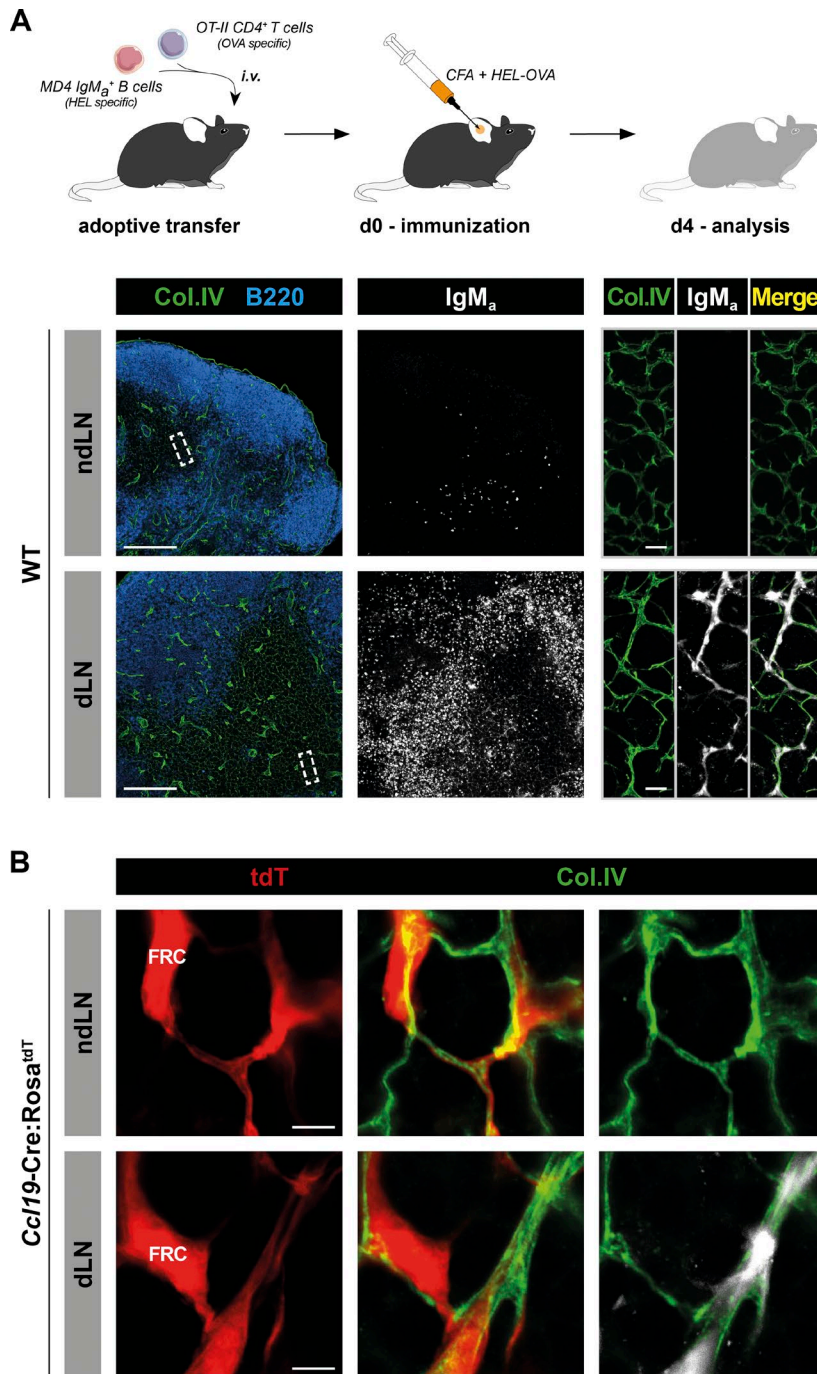 A
OT-II CD4⁺ T cells
(OVA specific)
MD4 IgMₐ⁺ B cells
(HEL specific)
i.v.
CFA + HEL-OVA
adoptive transfer
d0 - immunization
d4 - analysis
Col.IV B220
IgMₐ
Col.IV
IgMₐ
Merge
WT
ndLN
dLN
B
tdT
Col.IV
Ccl19-Cre:Rosaᵗᵈᵀ
ndLN
FRC
dLN
FRC